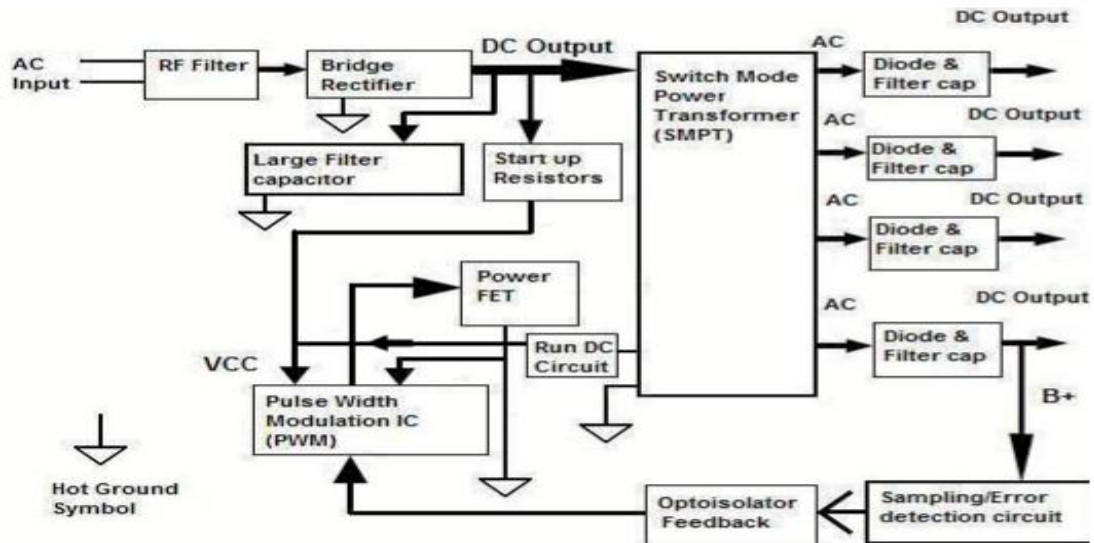 DC Output
AC
Input
RF Filter
Bridge
Rectifier
DC Output
Switch Mode
Power
Transformer
(SMPT)
AC
Diode &
Filter cap
DC Output
AC
Diode &
Filter cap
Large Filter
capacitor
Start up
Resistors
DC Output
AC
Diode &
Filter cap
Power
FET
DC Output
AC
Diode &
Filter cap
Run DC
Circuit
VCC
B+
Pulse Width
Modulation IC
(PWM)
Hot Ground
Symbol
Optoisolator
Feedback
Sampling/Error
detection circuit